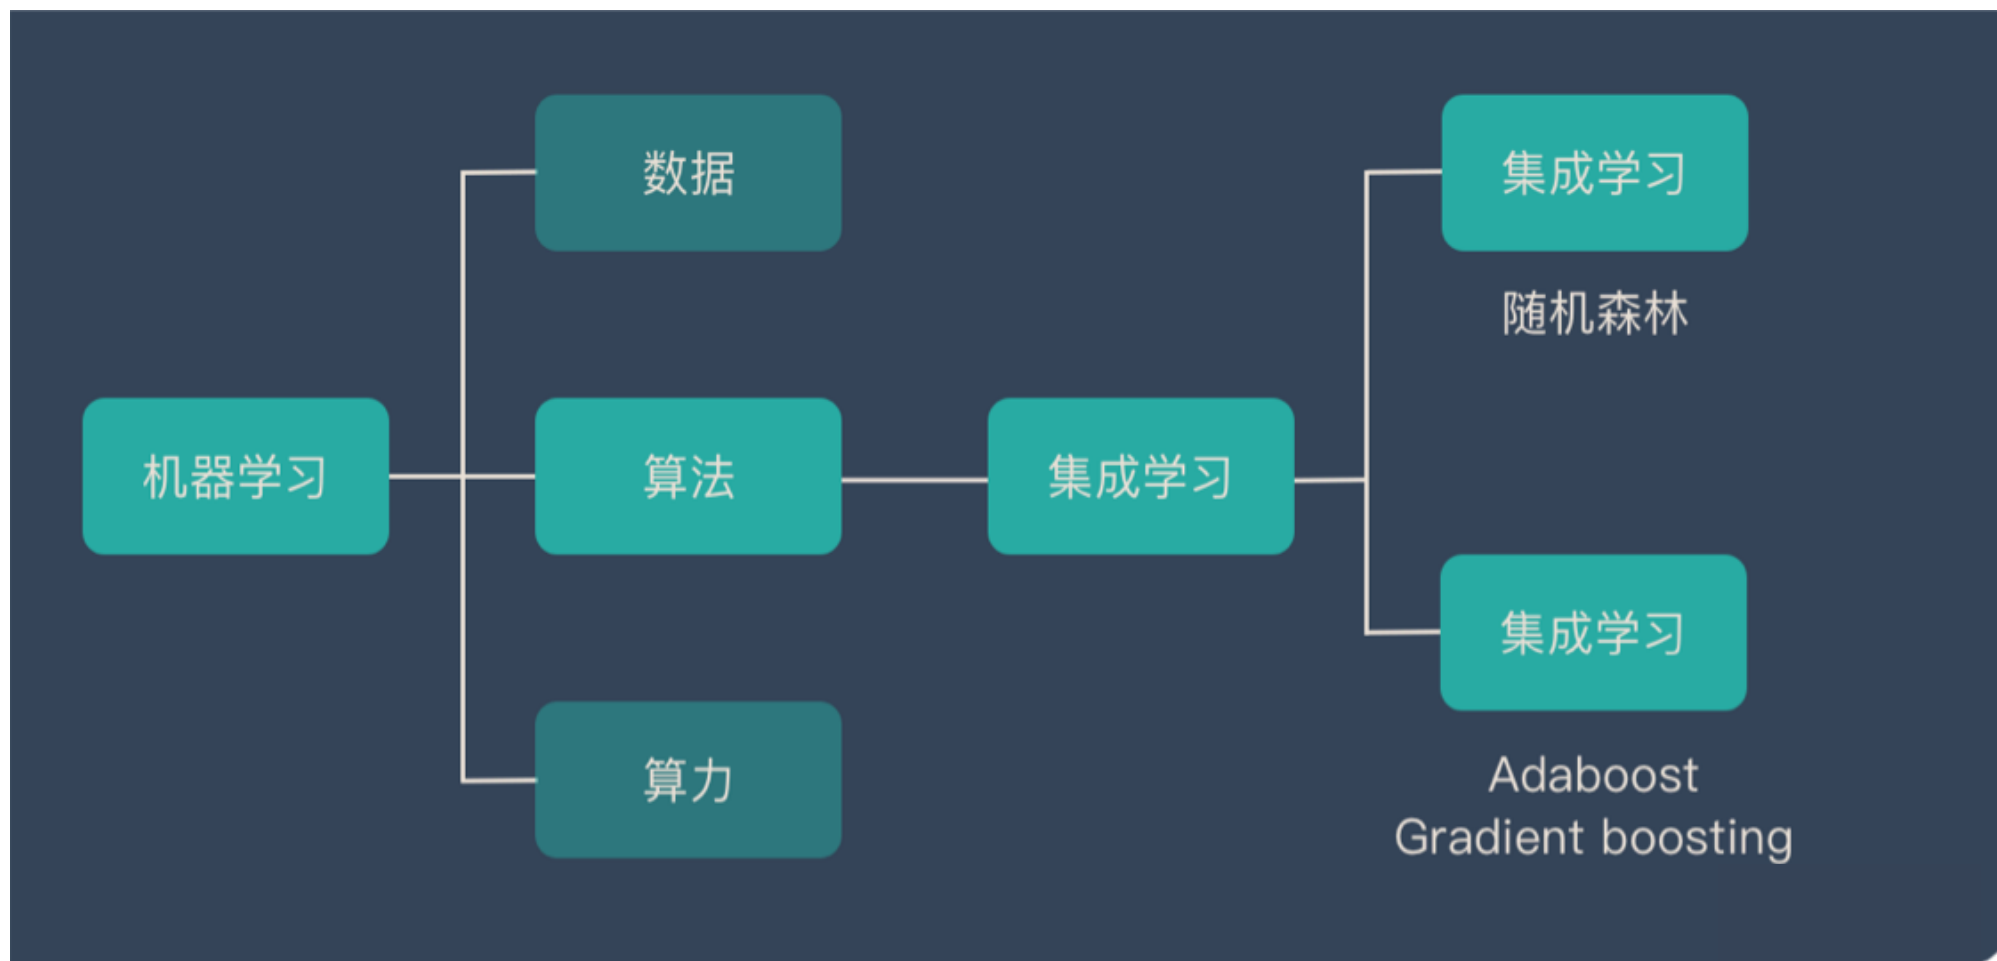 数据
集成学习
随机森林
机器学习
算法
集成学习
集成学习
算力
Adaboost
Gradient boosting